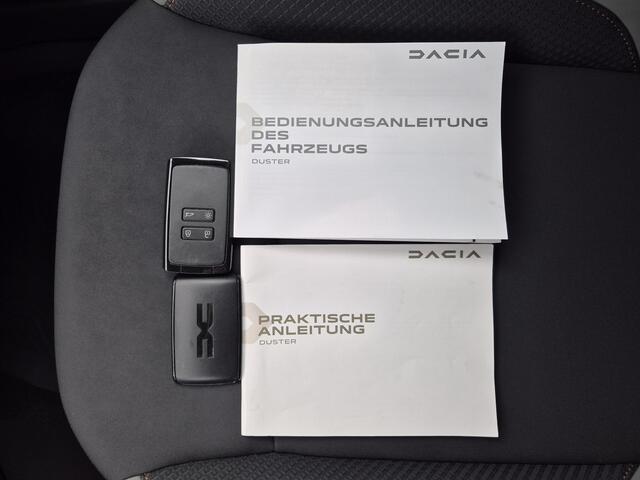 DACIA
BEDIENUNGSANLEITUNG
DES
FAHRZEUGS
DUSTER
DACIA
PRAKTISCHE
ANLEITUNG
DUSTER